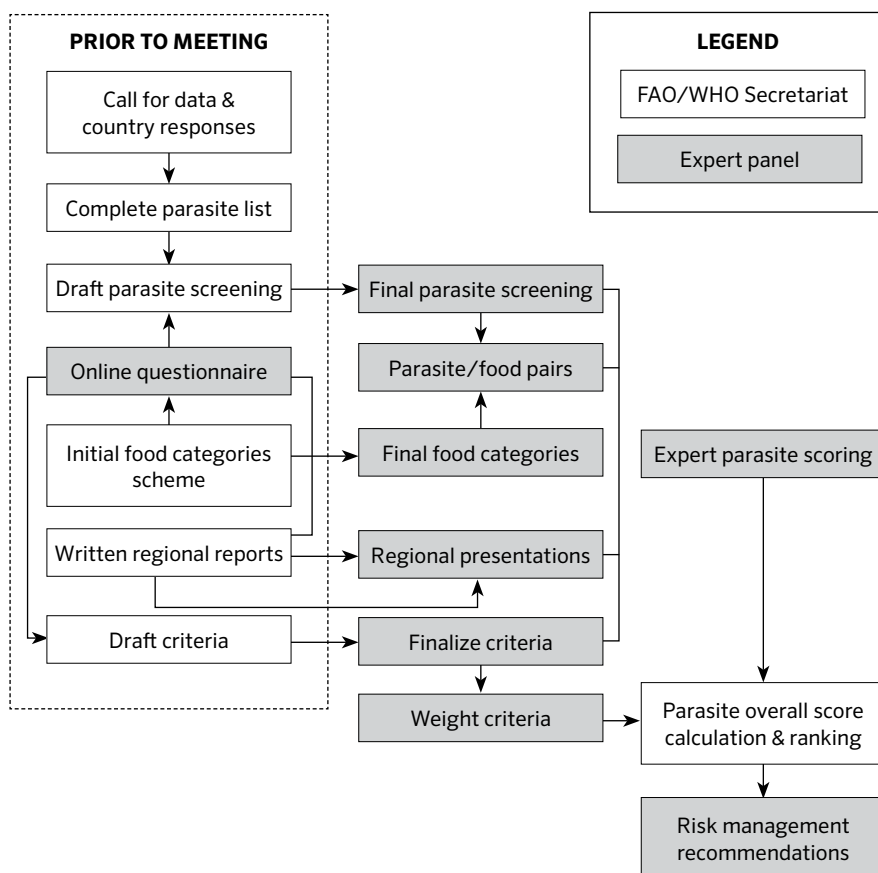 PRIOR TO MEETING
Call for data &
country responses
Complete parasite list
Draft parasite screening
Online questionnaire
Initial food categories
scheme
Written regional reports
Draft criteria
Final parasite screening
Parasite/food pairs
Final food categories
Regional presentations
Finalize criteria
Weight criteria
LEGEND
FAO/WHO Secretariat
Expert panel
Expert parasite scoring
Parasite overall score
calculation & ranking
Risk management
recommendations